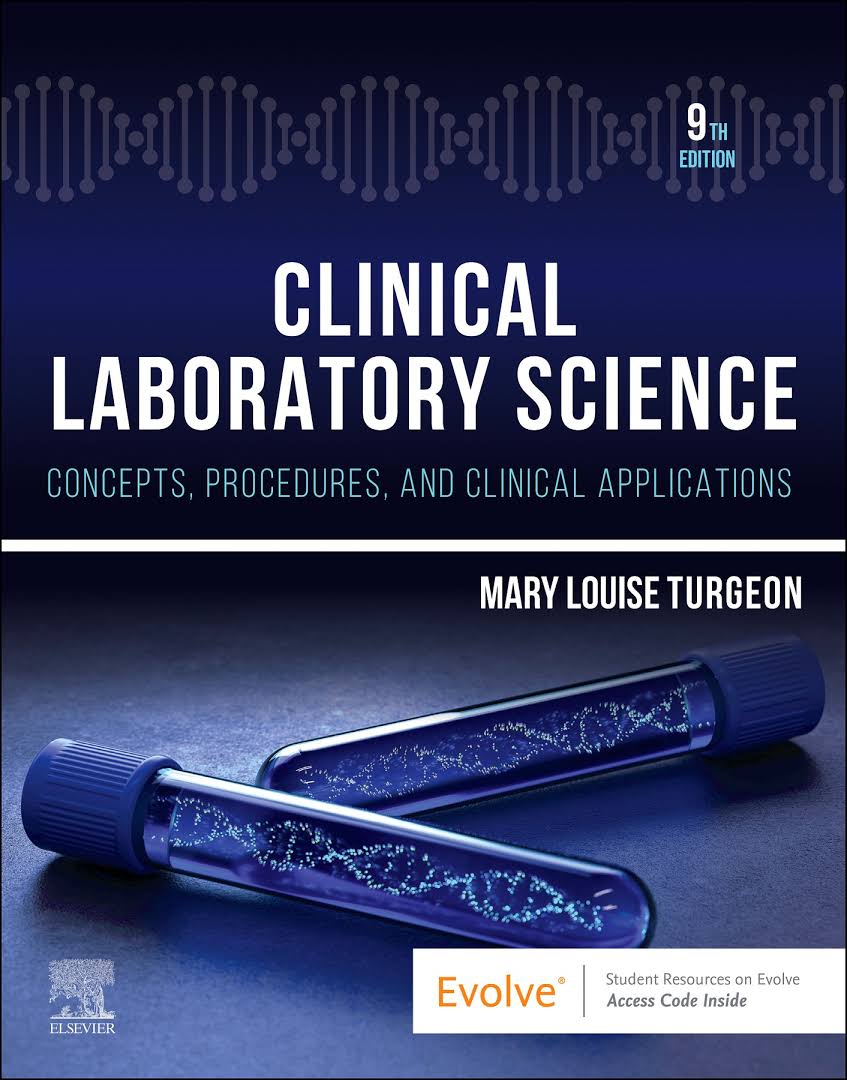 9TH
EDITION
CLINICAL
LABORATORY SCIENCE
CONCEPTS, PROCEDURES, AND CLINICAL APPLICATIONS
MARY LOUISE TURGEON
ELSEVIER
Evolve®
Student Resources on Evolve
Access Code Inside